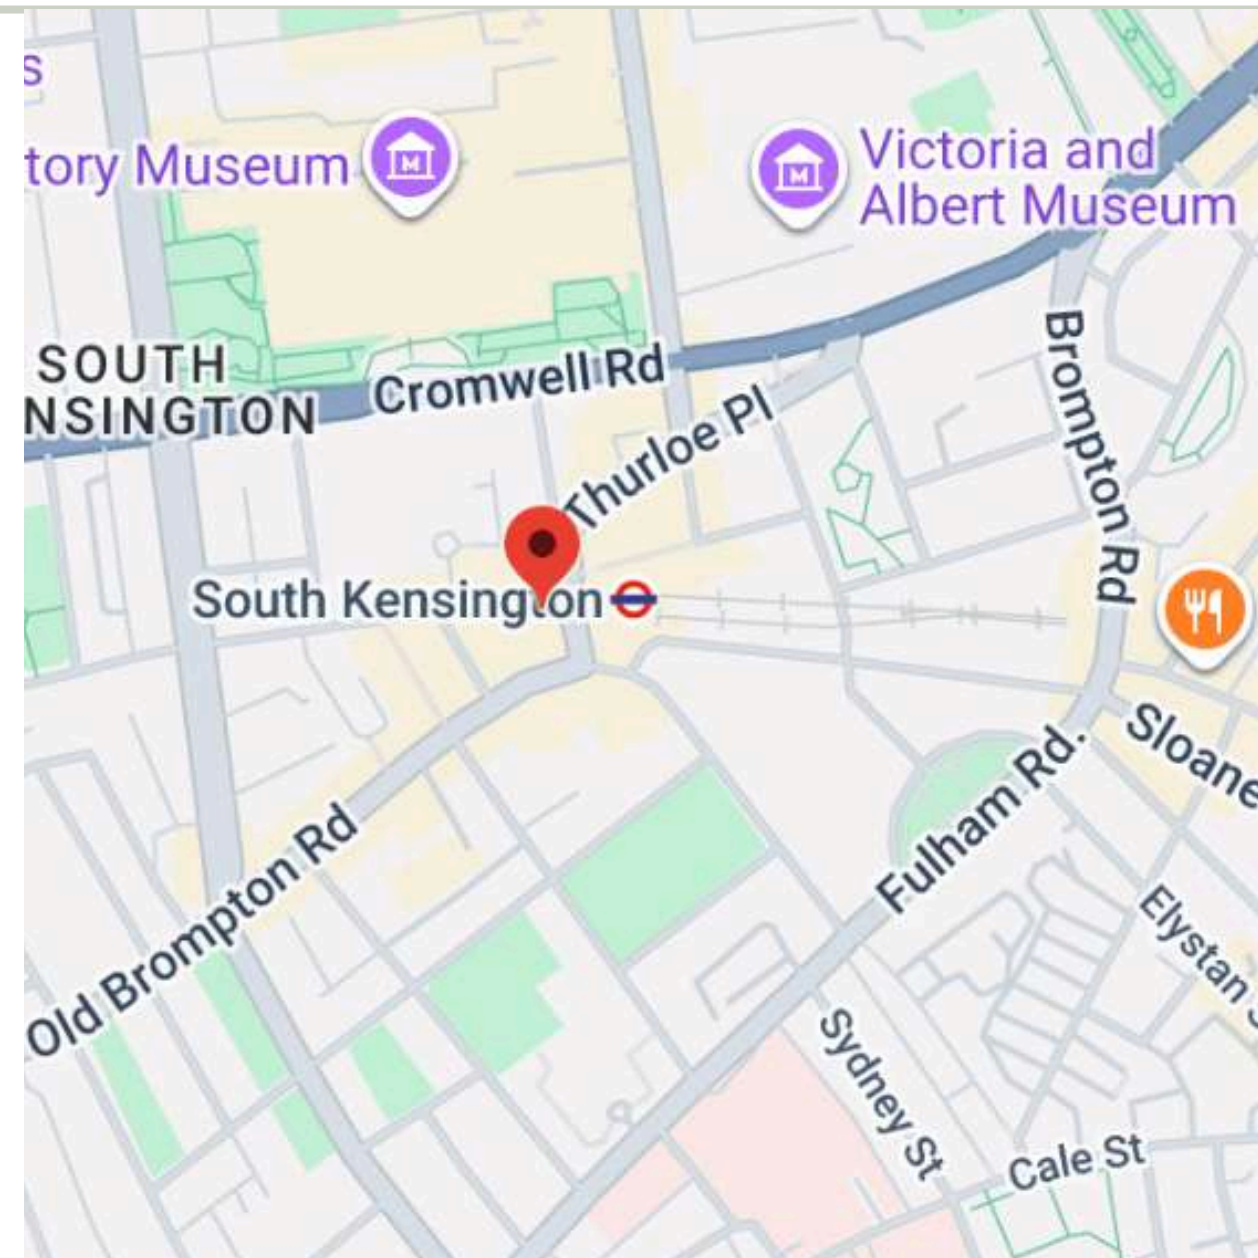 s
tory Museum
Victoria and
Albert Museum
SOUTH
NSINGTON
Cromwell Rd
Thurloe Pl
Brompton Rd
South Kensington
Sloane
Fulham Rd.
Old Brompton Rd
Elystan S
Sydney St
Cale St